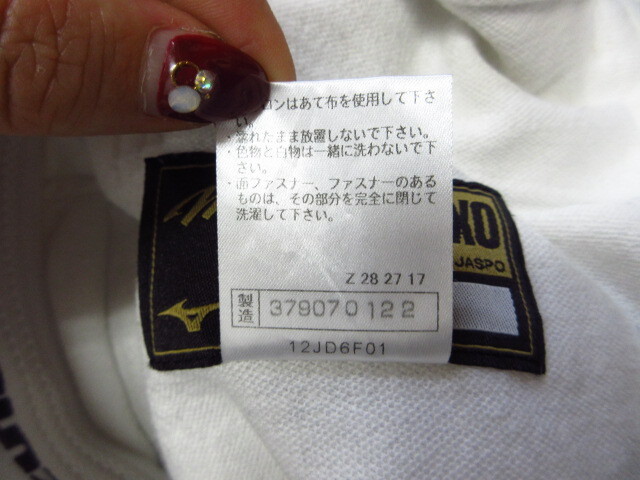 ロンはあて布を使用して下さ
い。
・濡れたまま放置しないで下さい。
・色物と白物は一緒に洗わないで下
さい。
・面ファスナー、ファスナーのある
ものは、その部分を完全に閉じて
洗濯して下さい。
Z 28 27 17
製造 379070122
12JD6F01
JASPO